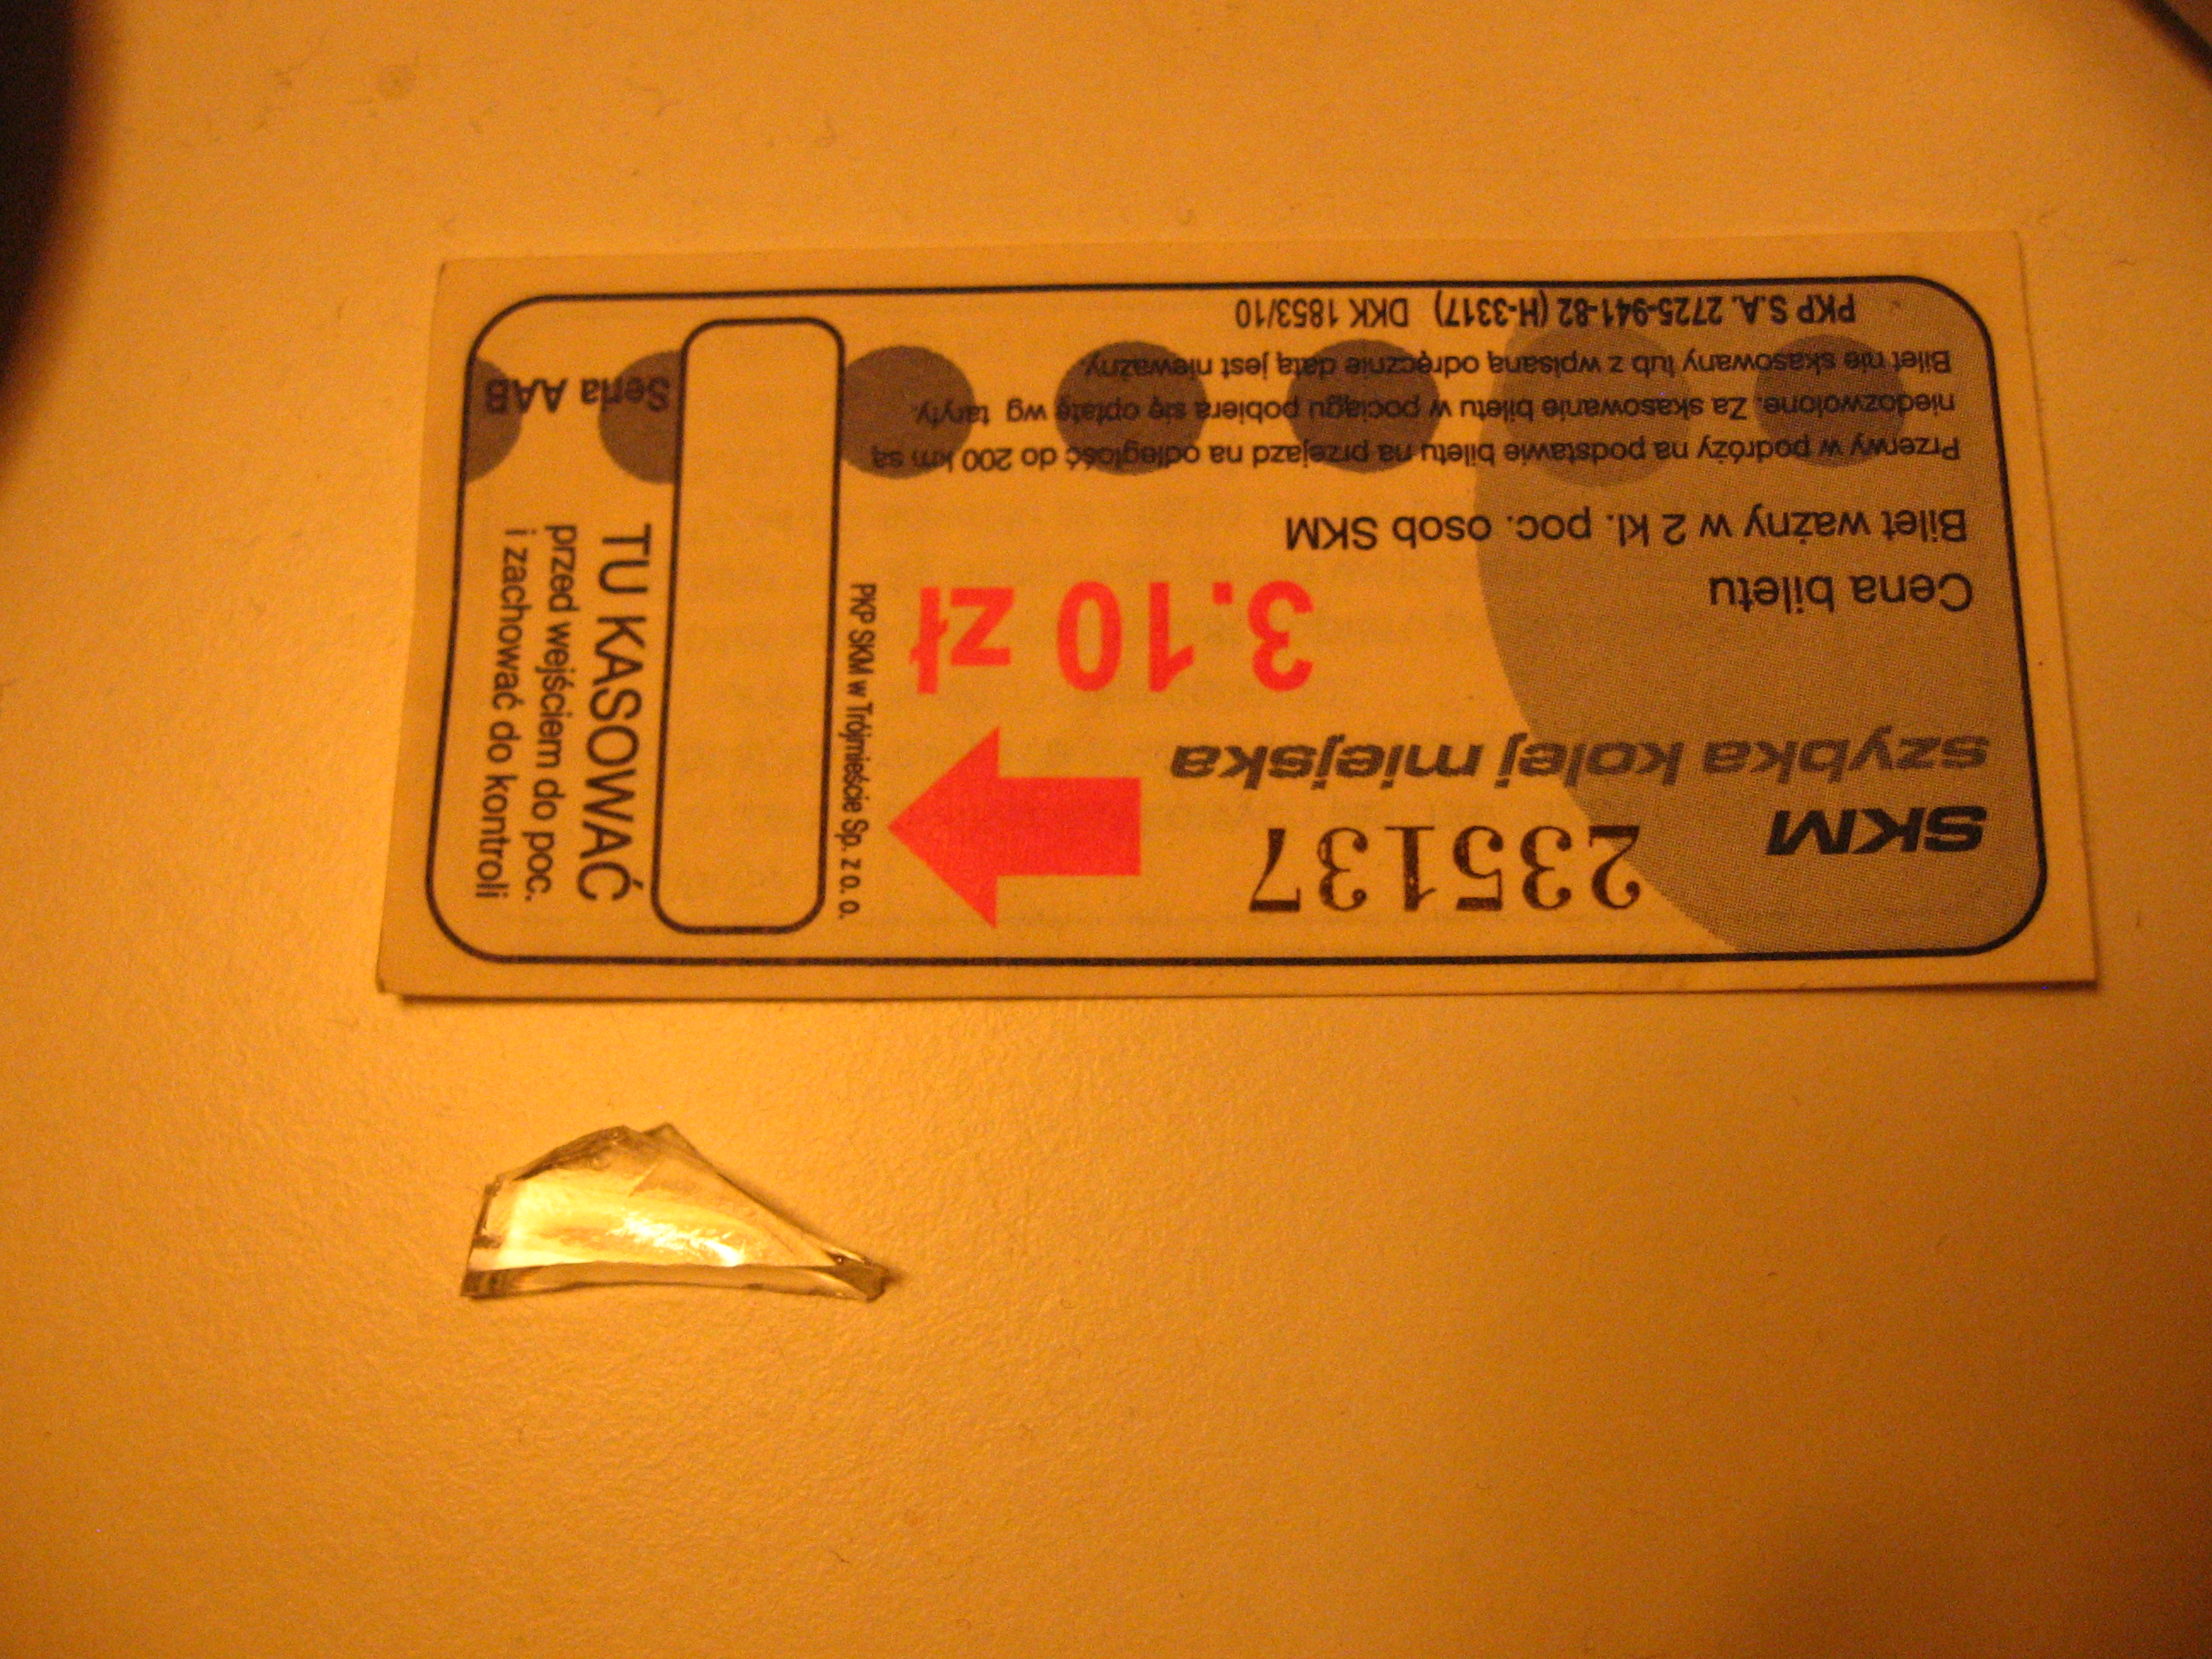 SKM 235137
szybka kolej miejska
Cena biletu 3.10 zł
Bilet ważny w 2 kl. poc. osob SKM
Przerwy w podróży na podstawie biletu na przejazd na odległość do 200 km są
niedozwolone. Za skasowanie biletu w pociągu pobiera się opłatę wg taryfy.
Bilet nie skasowany lub z wpisaną odręcznie datą jest nieważny.
PKP S.A. 2725-941-82 (H-3317) DKK 1853/10
PKP SKM w Trójmieście Sp. z o. o.
TU KASOWAĆ
przed wejściem do poc.
i zachować do kontroli
Seria AAB